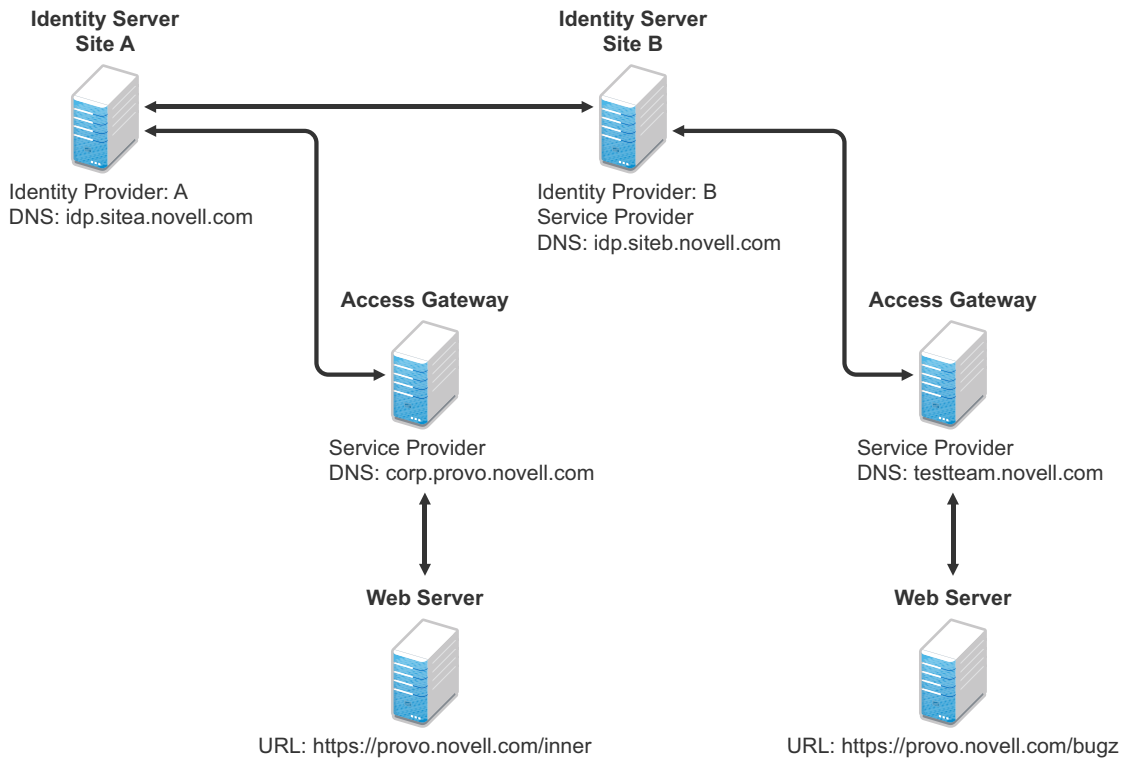 Identity Server
Site A
Identity Server
Site B
Identity Provider: A
DNS: idp.sitea.novell.com
Identity Provider: B
Service Provider
DNS: idp.siteb.novell.com
Access Gateway
Access Gateway
Service Provider
DNS: corp.provo.novell.com
Service Provider
DNS: testteam.novell.com
Web Server
Web Server
URL: https://provo.novell.com/inner
URL: https://provo.novell.com/bugz